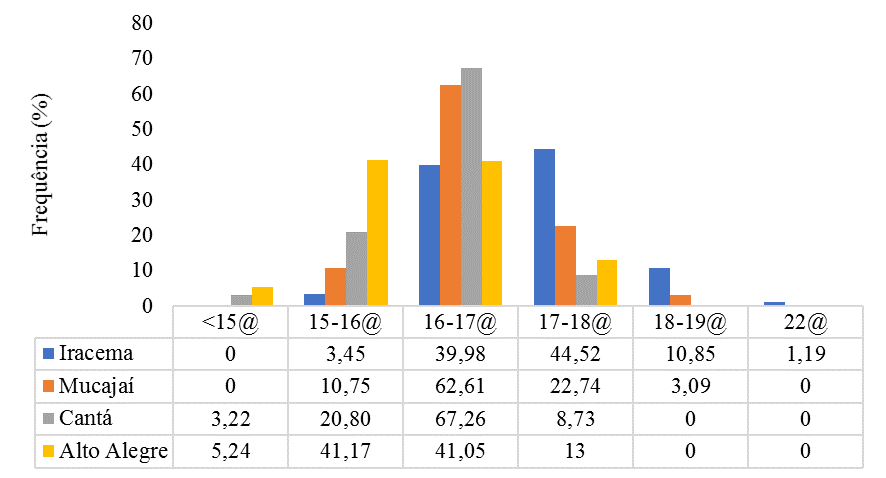 80
70
60
50
40
30
20
10
0
Frequência (%)
<15@ 15-16@ 16-17@ 17-18@ 18-19@ 22@
Iracema 0 3,45 39,98 44,52 10,85 1,19
Mucajaí 0 10,75 62,61 22,74 3,09 0
Cantá 3,22 20,80 67,26 8,73 0 0
Alto Alegre 5,24 41,17 41,05 13 0 0